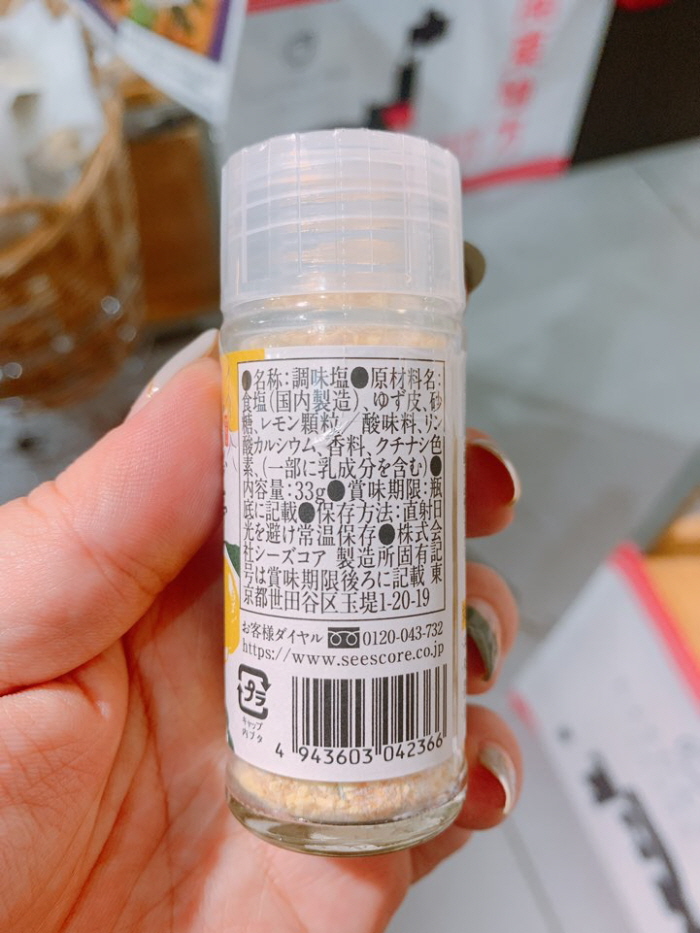 ●名称:調味塩●原材料名:
食塩(国内製造)、ゆず皮、砂
糖、レモン顆粒／酸味料、リン
酸カルシウム、香料、クチナシ色
素、(一部に乳成分を含む)●
内容量:33g●賞味期限:瓶
底に記載●保存方法:直射日
光を避け常温保存●株式会
社シーズコア 製造所固有記
号は賞味期限後ろに記載 東
京都世田谷区玉堤1-20-19
お客様ダイヤル 0120-043-732
https://www.seescore.co.jp
プラ
キャップ
内ブタ
4 943603 042366